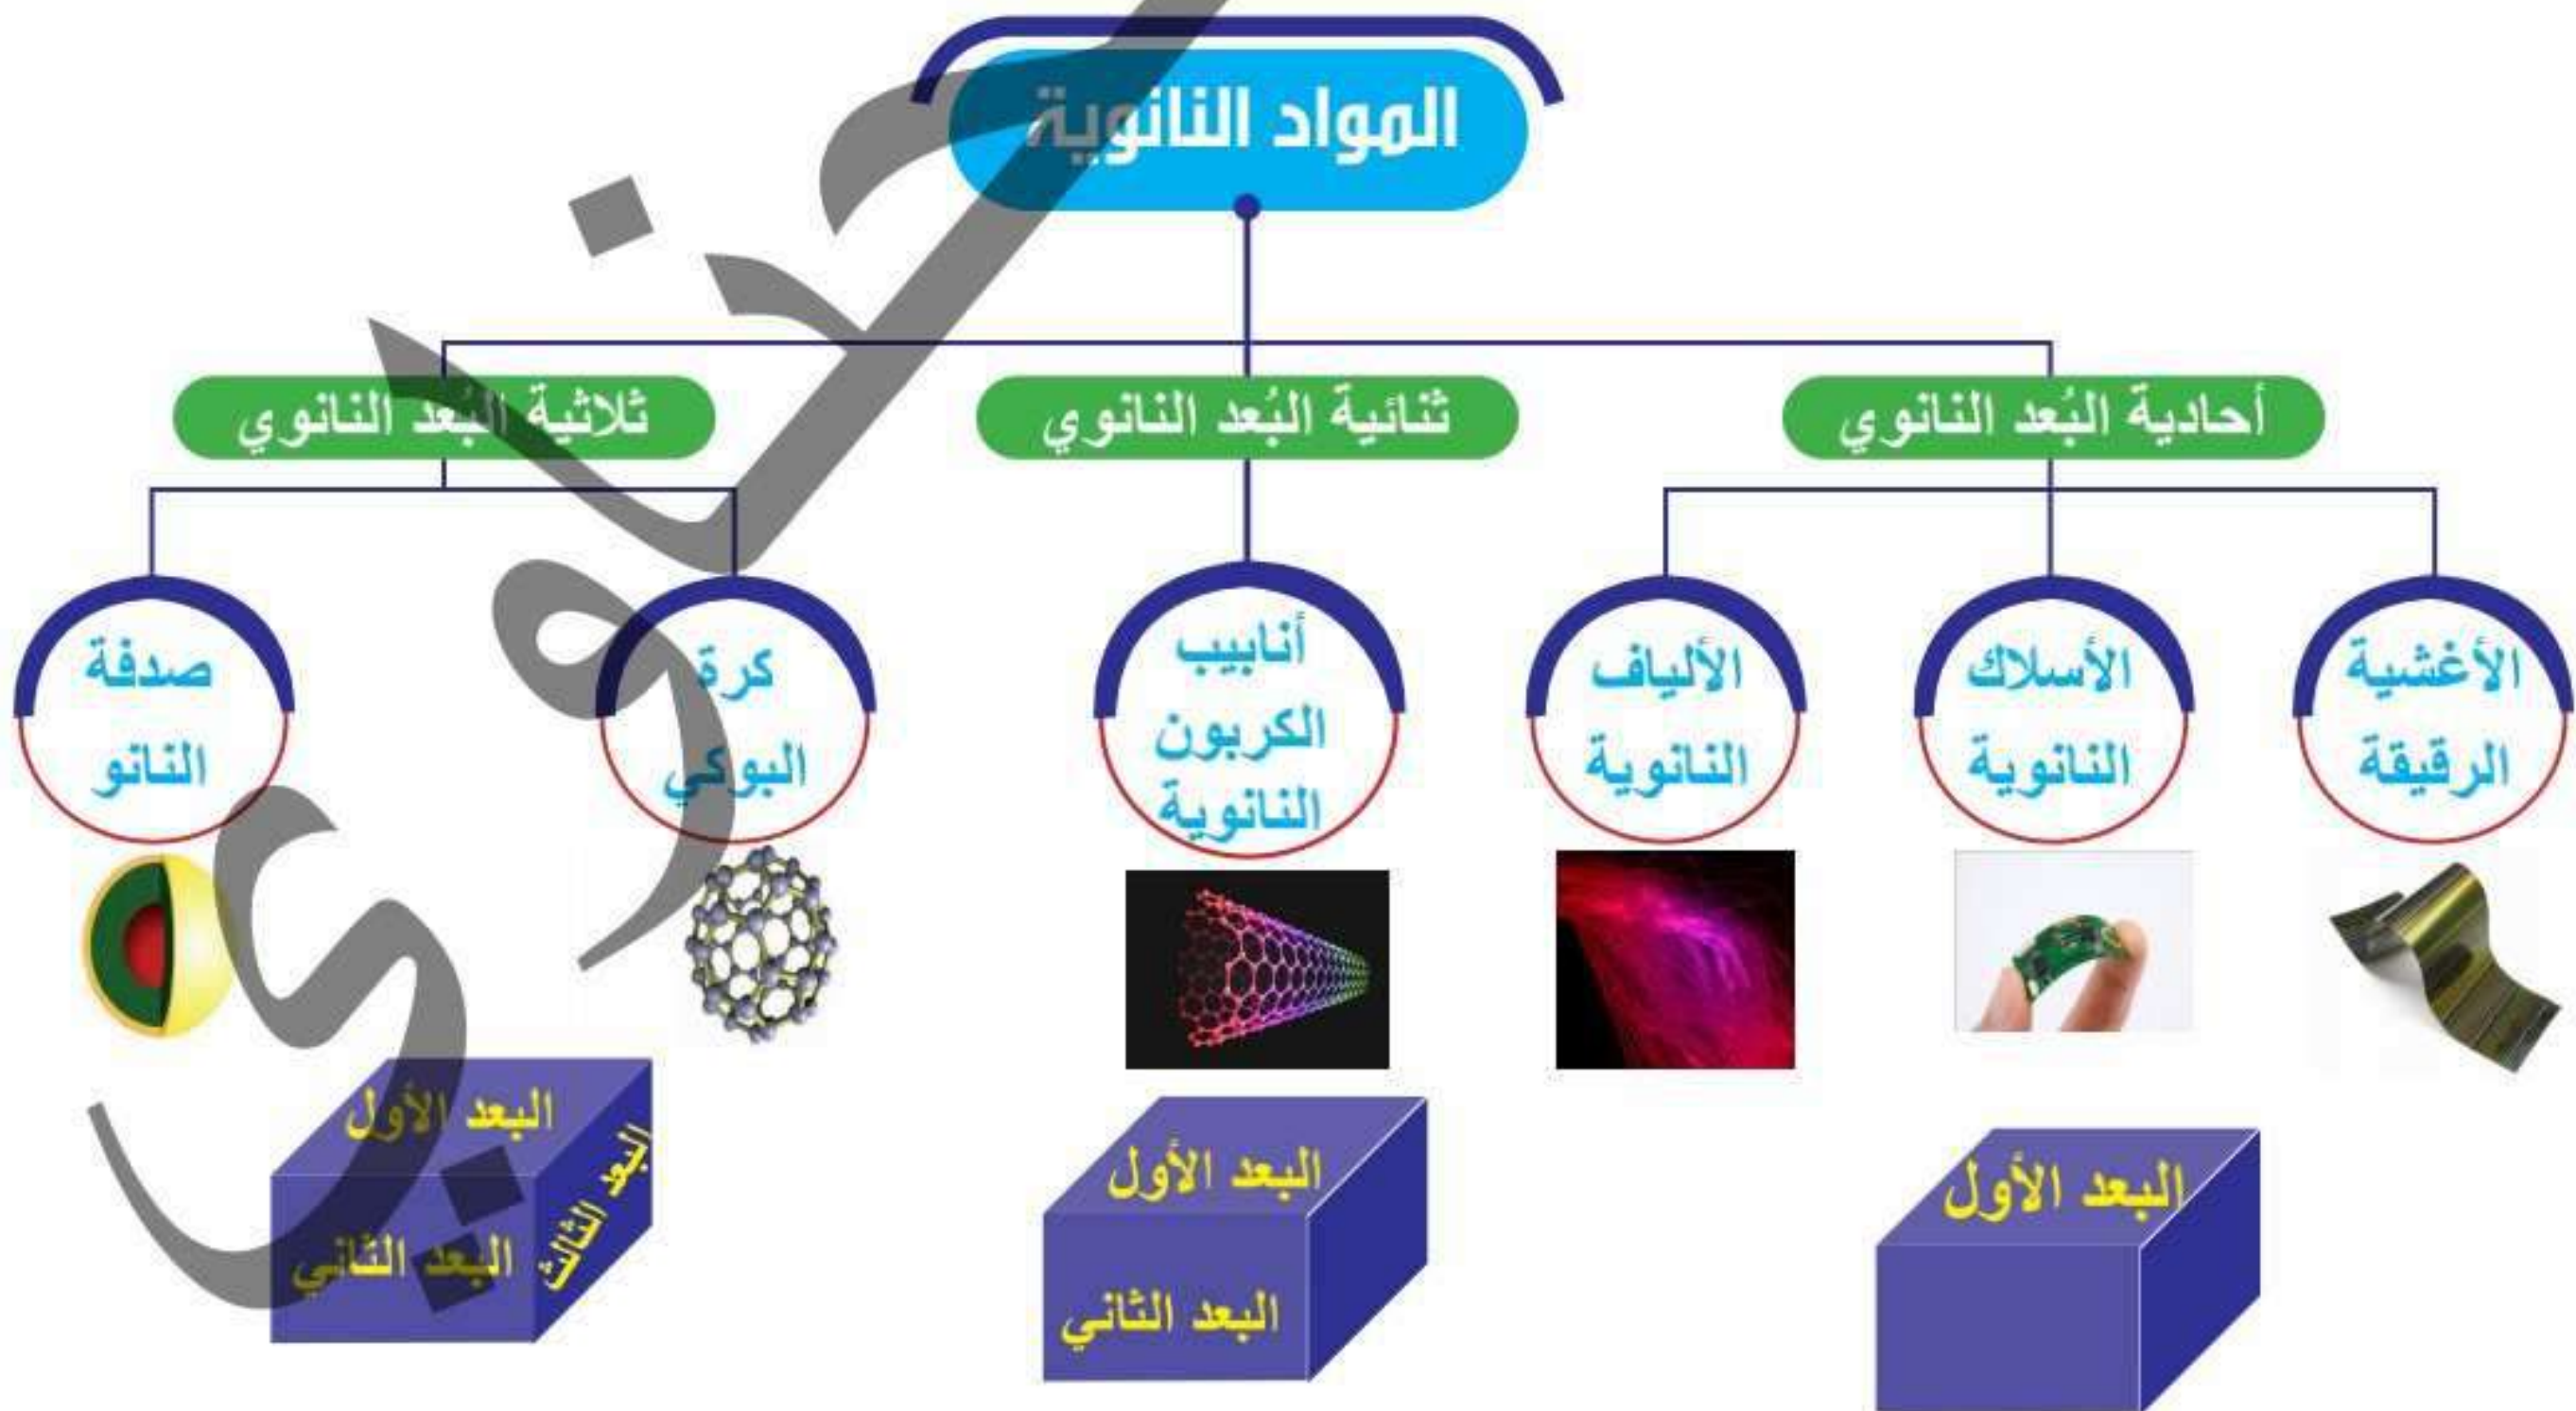 المواد النانوية
أحادية البُعد النانوي
ثنائية البُعد النانوي
ثلاثية البُعد النانوي
الأغشية
الرقيقة
الأسلاك
النانوية
الألياف
النانوية
أنابيب
الكربون
النانوية
كرة
البوكي
صدفة
النانو
البعد الأول
البعد الأول
البعد الثاني
البعد الأول
البعد الثاني
البعد الثالث